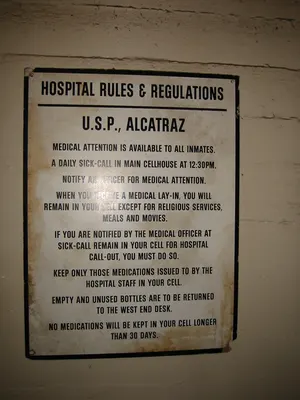 HOSPITAL RULES & REGULATIONS
U.S.P., ALCATRAZ
MEDICAL ATTENTION IS AVAILABLE TO ALL INMATES.
A DAILY SICK-CALL IN MAIN CELLHOUSE AT 12:30PM.
NOTIFY AN OFFICER FOR MEDICAL ATTENTION.
WHEN YOU RECEIVE A MEDICAL LAY-IN, YOU WILL
REMAIN IN YOUR CELL EXCEPT FOR RELIGIOUS SERVICES,
MEALS AND MOVIES.
IF YOU ARE NOTIFIED BY THE MEDICAL OFFICER AT
SICK-CALL REMAIN IN YOUR CELL FOR HOSPITAL
CALL-OUT, YOU MUST DO SO.
KEEP ONLY THOSE MEDICATIONS ISSUED TO BY THE
HOSPITAL STAFF IN YOUR CELL.
EMPTY AND UNUSED BOTTLES ARE TO BE RETURNED
TO THE WEST END DESK.
NO MEDICATIONS WILL BE KEPT IN YOUR CELL LONGER
THAN 30 DAYS.